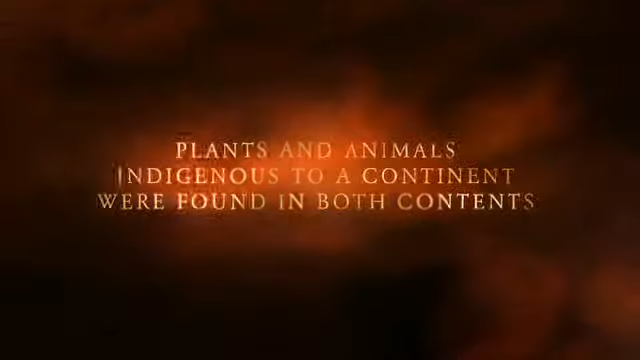 PLANTS AND ANIMALS
INDIGENOUS TO A CONTINENT
WERE FOUND IN BOTH CONTENTS